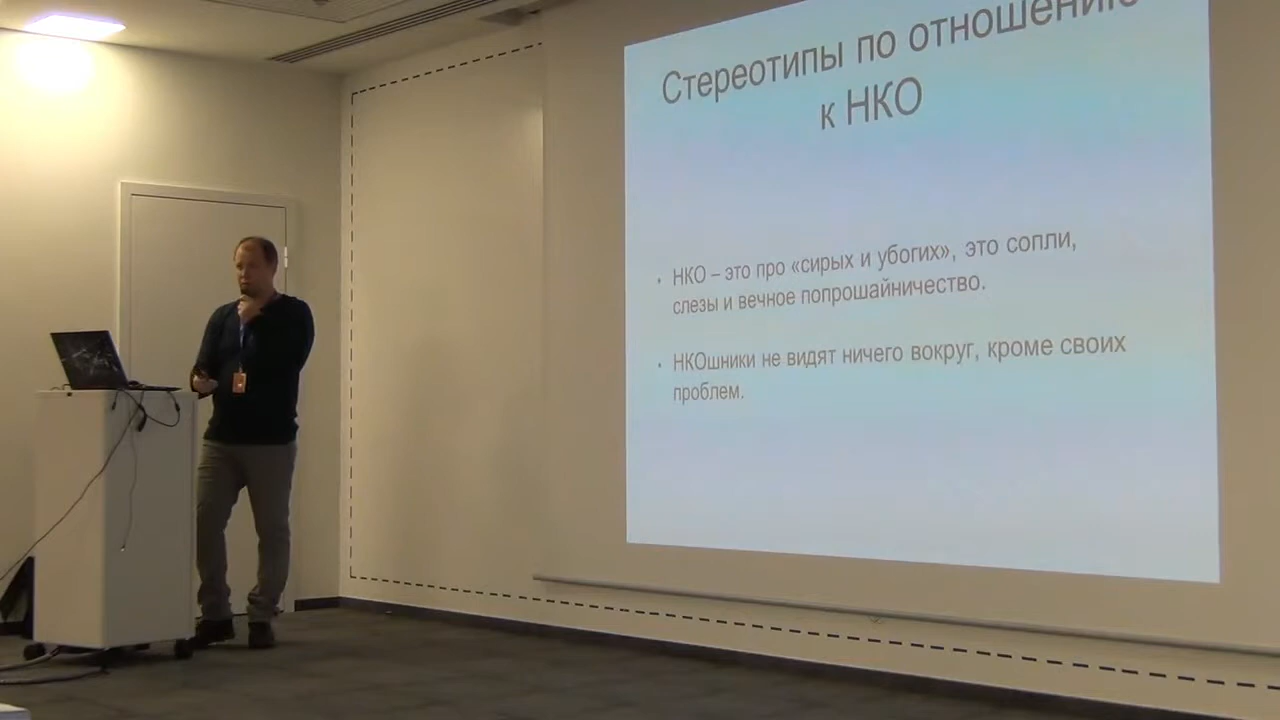 Стереотипы по отношению
к НКО
• НКО – это про «сирых и убогих», это сопли,
слезы и вечное попрошайничество.
• НКОшники не видят ничего вокруг, кроме своих
проблем.